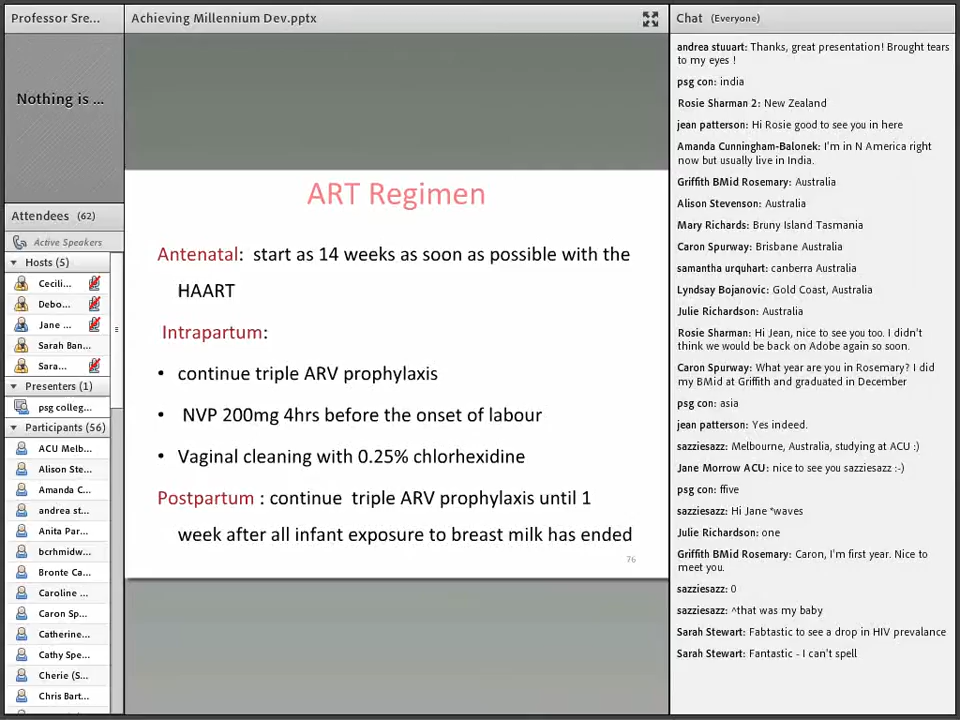 Professor Sre...
Nothing is ...
Attendees (62)
Active Speakers
Hosts (5)
Cecili...
Debo...
Jane ...
Sarah Ban...
Sara...
Presenters (1)
psg colleg...
Participants (56)
ACU Melb...
Alison Ste...
Amanda C...
andrea st...
Anita Par...
bcrhmidw...
Bronte Ca...
Caroline ...
Caron Sp...
Catherine...
Cathy Spe...
Cherie (S...
Chris Bart...
Achieving Millennium Dev.pptx
ART Regimen
Antenatal: start as 14 weeks as soon as possible with the
HAART
Intrapartum:
• continue triple ARV prophylaxis
• NVP 200mg 4hrs before the onset of labour
• Vaginal cleaning with 0.25% chlorhexidine
Postpartum : continue triple ARV prophylaxis until 1
week after all infant exposure to breast milk has ended
76
Chat (Everyone)
andrea stuuart: Thanks, great presentation! Brought tears
to my eyes !
psg con: india
Rosie Sharman 2: New Zealand
jean patterson: Hi Rosie good to see you in here
Amanda Cunningham-Balonek: I'm in N America right
now but usually live in India.
Griffith BMid Rosemary: Australia
Alison Stevenson: Australia
Mary Richards: Bruny Island Tasmania
Caron Spurway: Brisbane Australia
samantha urquhart: canberra Australia
Lyndsay Bojanovic: Gold Coast, Australia
Julie Richardson: Australia
Rosie Sharman: Hi Jean, nice to see you too. I didn't
think we would be back on Adobe again so soon.
Caron Spurway: What year are you in Rosemary? I did
my BMid at Griffith and graduated in December
psg con: asia
jean patterson: Yes indeed.
sazziesazz: Melbourne, Australia, studying at ACU :)
Jane Morrow ACU: nice to see you sazziesazz :-)
psg con: ffive
sazziesazz: Hi Jane *waves
Julie Richardson: one
Griffith BMid Rosemary: Caron, I'm first year. Nice to
meet you.
sazziesazz: 0
sazziesazz: ^that was my baby
Sarah Stewart: Fabtastic to see a drop in HIV prevalance
Sarah Stewart: Fantastic - I can't spell